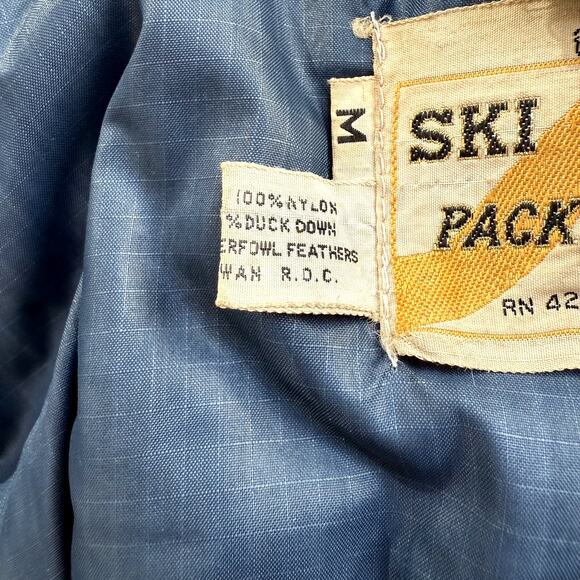 SKI
PACK
RN 42
M
100% NYLON
% DUCK DOWN
ERFOWL FEATHERS
WAN R.O.C.